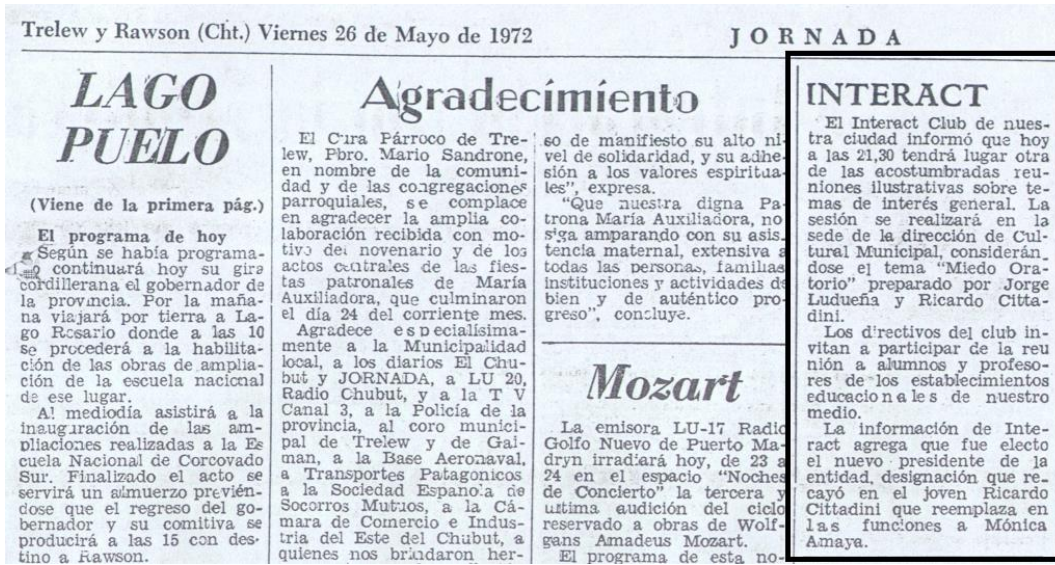 Trelew y Rawson (Cht.) Viernes 26 de Mayo de 1972
JORNADA
LAGO
PUELO
(Viene de la primera pág.)
El programa de hoy
Según se había programa-
continuará hoy su gira
cordillerana el gobernador de
la provincia. Por la maña-
na viajará por tierra a La-
go Rosario donde a las 10
se procederá a la habilita-
ción de las obras de amplia-
ción de la escuela nacional
de ese lugar.
Al mediodía asistirá a la
inauguración de las am-
pliaciones realizadas a la Es
cuela Nacional de Corcovado
Sur. Finalizado el acto se
servirá un almuerzo previén-
dose que el regreso del go-
bernador y su comitiva se
producirá a las 15 con des-
tino a Rawson.
Agradecimiento
El Cura Párroco de Tre-
lew, Pbro. Mario Sandrone,
en nombre de la comuni-
dad y de las congregaciones
parroquiales, se complace
en agradecer la amplia co-
laboración recibida con mo-
tivo del novenario y de los
actos centrales de las fies-
tas patronales de María
Auxiliadora, que culminaron
el día 24 del corriente mes.
Agradece especialísima-
mente a la Municipalidad
local, a los diarios El Chu-
but y JORNADA, a LU 20,
Radio Chubut, y a la T V
Canal 3, a la Policía de la
provincia, al coro munici-
pal de Trelew y de Gai-
man, a la Base Aeronaval,
a Transportes Patagonicos
a la Sociedad Española de
Socorros Mutuos, a la Cá-
mara de Comercio e Indus-
tria del Este del Chubut, a
quienes nos brindaron her-
so de manifiesto su alto ni
vel de solidaridad, y su adhe
sión a los valores espiritua-
les", expresa.
"Que nuestra digna Pa
trona María Auxiliadora, no
siga amparando con su asis.
tencia maternal, extensiva a
todas las personas, familias
instituciones y actividades de
bien y de auténtico pro-
greso", concluye.
Mozart
La emisora LU-17 Radio
Golfo Nuevo de Puerto Ma-
dryn irradiará hoy, de 23 a
24 en el espacio "Noches
de Concierto" la tercera y
ultima audición del ciclo
reservado a obras de Wolf-
gans Amadeus Mozart.
El programa de esta no-
INTERACT
El Interact Club de nues-
tra ciudad informó que hoy
a las 21,30 tendrá lugar otra
de las acostumbradas reu-
niones ilustrativas sobre te-
mas de interés general. La
sesión se realizará en la
sede de la dirección de Cul-
tural Municipal, considerán_
dose el tema "Miedo Ora-
torio" preparado por Jorge
Ludueña y Ricardo Citta-
dini.
Los directivos del club in-
vitan a participar de la reu
nión a alumnos y profeso-
res de los establecimientos
educacionales de nuestro
medio.
La información de Inte-
ract agrega que fue electo
el nuevo presidente de la
entidad, designación que re-
cayó en el joven Ricardo
Cittadini que reemplaza en
las funciones a Mónica
Amaya.